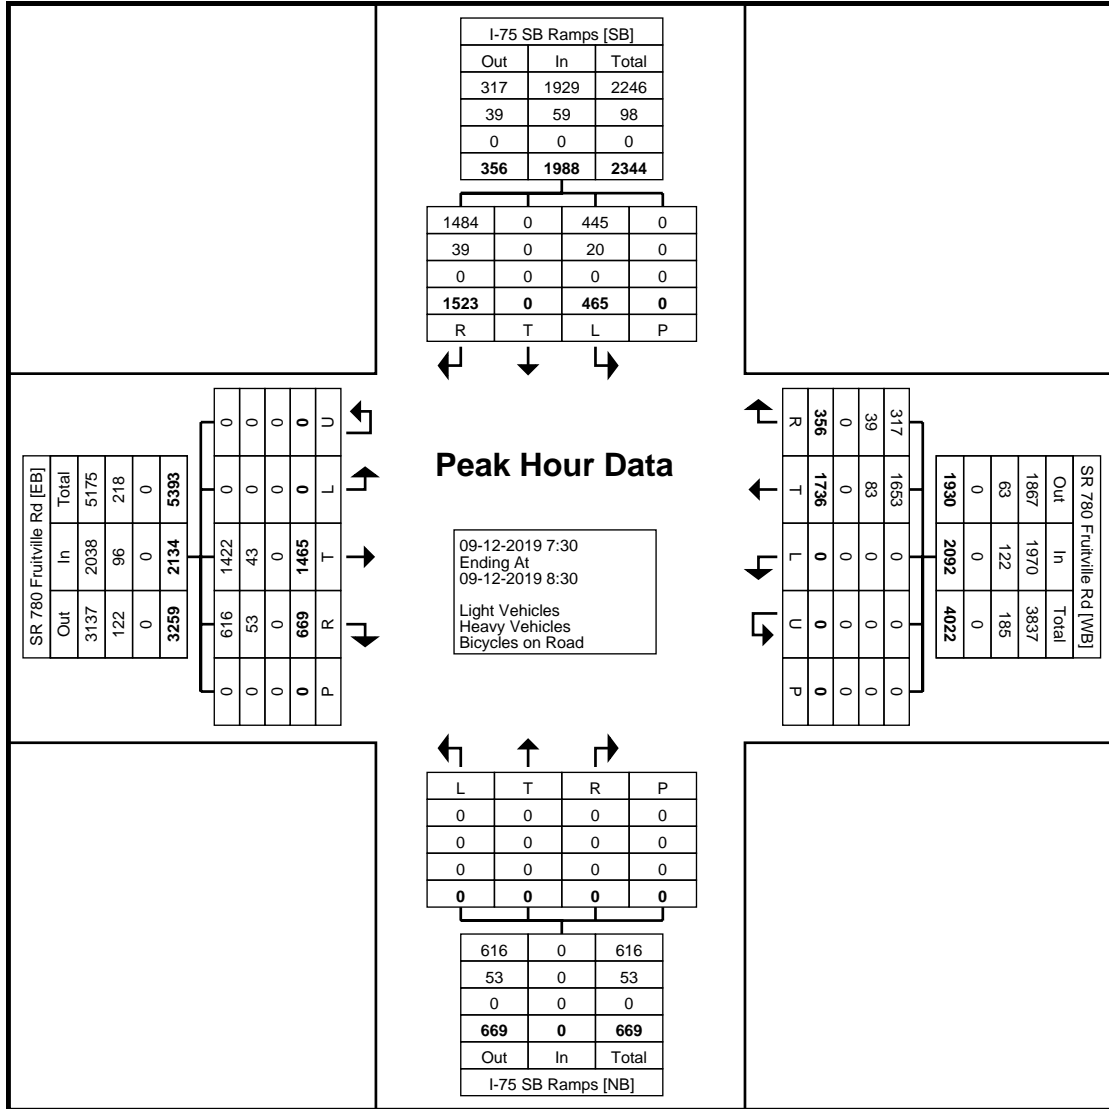 I-75 SB Ramps [SB]
Out In Total
317 1929 2246
39 59 98
0 0 0
356 1988 2344
1484 0 445 0
39 0 20 0
0 0 0 0
1523 0 465 0
R T L P
SR 780 Fruitville Rd [EB]
Total In Out
5175 2038 3137
218 96 122
0 0 0
5393 2134 3259
0 0 1422 616 0
0 0 43 53 0
0 0 0 0 0
0 0 1465 669 0
U L T R P
Peak Hour Data
09-12-2019 7:30
Ending At
09-12-2019 8:30
Light Vehicles
Heavy Vehicles
Bicycles on Road
317 1653 0 0 0
39 83 0 0 0
0 0 0 0 0
356 1736 0 0 0
R T L U P
SR 780 Fruitville Rd [WB]
Out In Total
1867 1970 3837
63 122 185
0 0 0
1930 2092 4022
L T R P
0 0 0 0
0 0 0 0
0 0 0 0
0 0 0 0
616 0 616
53 0 53
0 0 0
669 0 669
Out In Total
I-75 SB Ramps [NB]